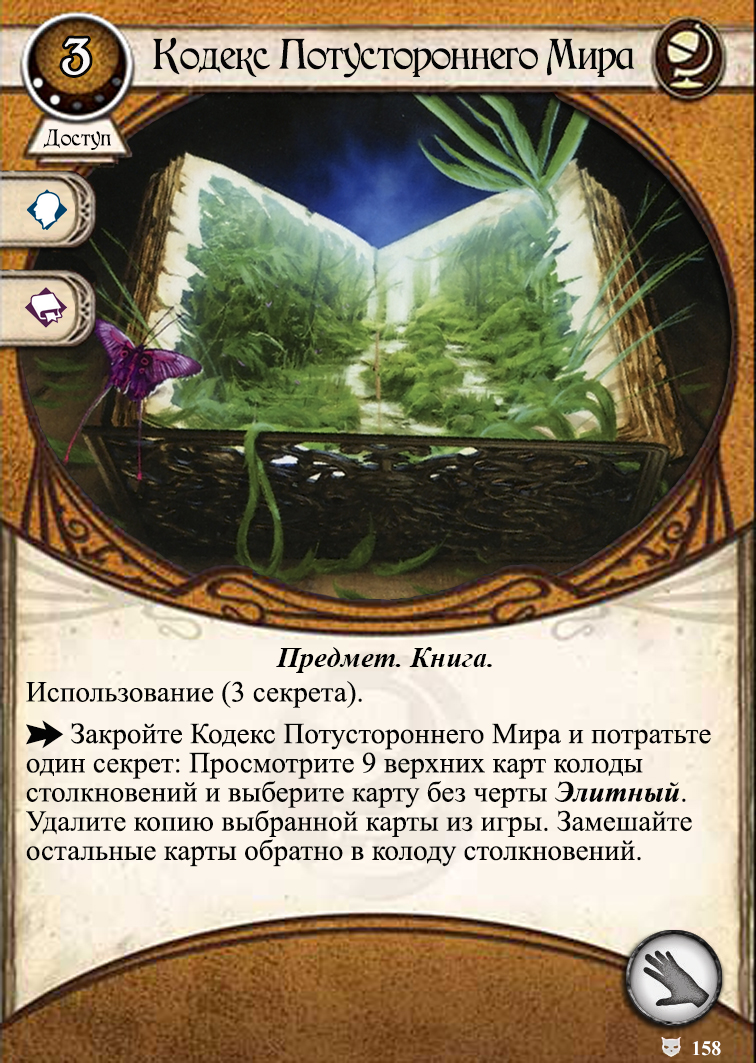 3
Кодекс Потустороннего Мира
Доступ
Предмет. Книга.
Использование (3 секрета).
Закройте Кодекс Потустороннего Мира и потратьте
один секрет: Просмотрите 9 верхних карт колоды
столкновений и выберите карту без черты Элитный.
Удалите копию выбранной карты из игры. Замешайте
остальные карты обратно в колоду столкновений.
158